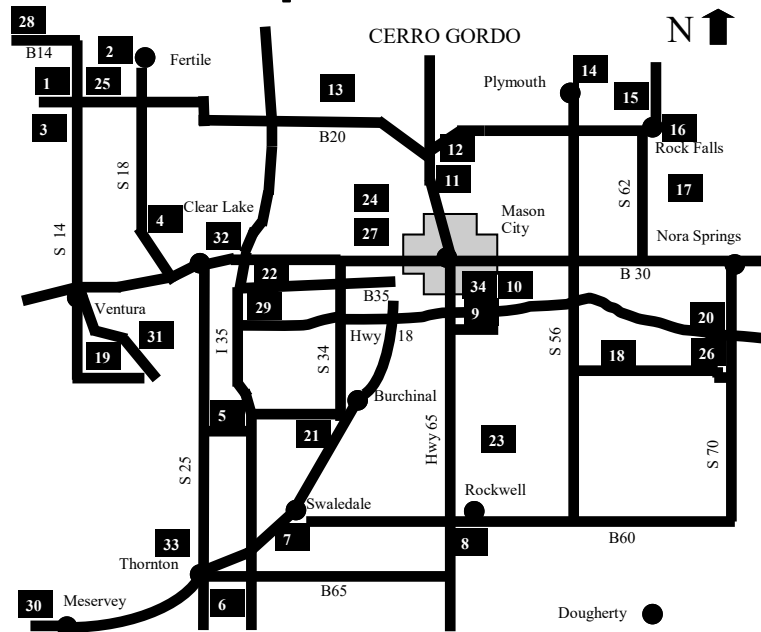 28
2
CERRO GORDO
N
B14
Fertile
14
1
25
13
Plymouth
15
3
B20
12
16
Rock Falls
S 18
11
S 62
17
Clear Lake
24
S 14
4
Mason
City
32
27
Nora Springs
22
34
10
B 30
B35
Ventura
29
9
20
31
I 35
Hwy 18
S 56
19
S 34
18
26
Burchinal
5
21
Hwy 65
23
S 70
S 25
Rockwell
Swaledale
33
7
8
B60
Thornton
B65
30
Meservey
6
Dougherty